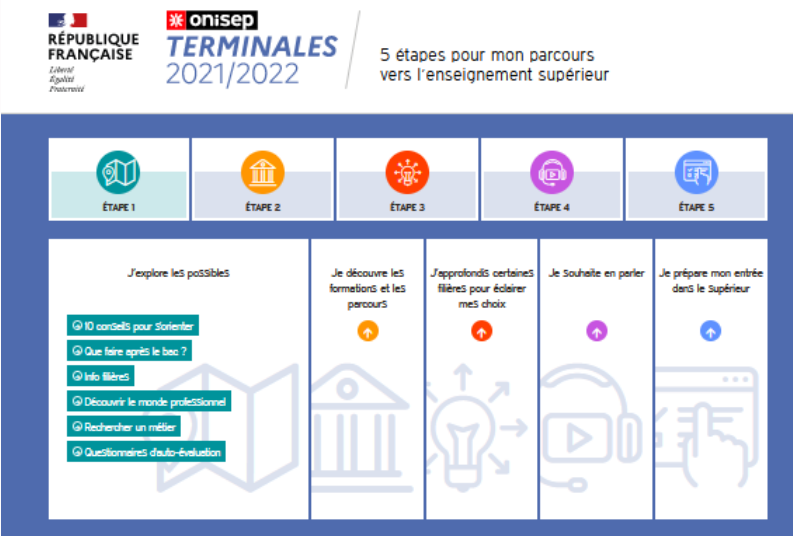 RÉPUBLIQUE
FRANÇAISE
Liberté
Égalité
Fraternité
onisep
TERMINALES
2021/2022
5 étapes pour mon parcours
vers l'enseignement supérieur
ÉTAPE 1
ÉTAPE 2
ÉTAPE 3
ÉTAPE 4
ÉTAPE 5
J'explore les possibles
10 conseils pour s'orienter
Que faire après le bac ?
Info filières
Découvrir le monde professionnel
Rechercher un métier
Questionnaires d'auto-évaluation
Je découvre les
formations et les
parcours
J'approfondis certaines
filières pour éclairer
mes choix
Je souhaite en parler
Je prépare mon entrée
dans le supérieur